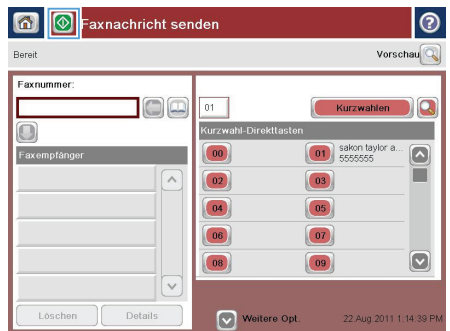 Faxnachricht senden
Bereit
Vorschau
Faxnummer:
01
Kurzwahlen
Kurzwahl-Direkttasten
00
01
sakon taylor a...
5555555
Faxempfänger
02
03
04
05
06
07
08
09
Löschen
Details
Weitere Opt.
22.Aug.2011 1:14:39 PM